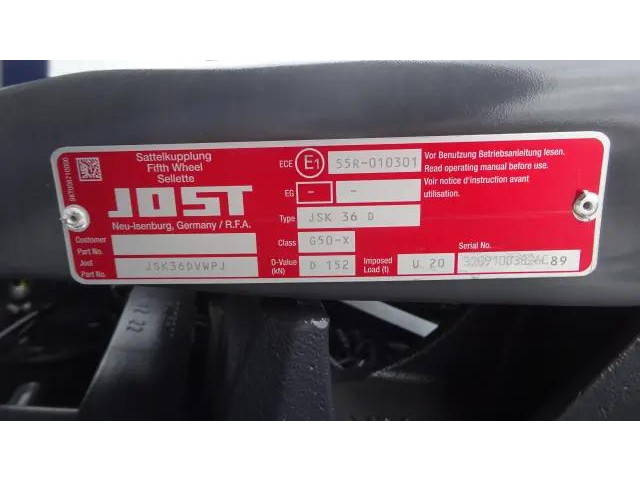 Sattelkupplung
Fifth Wheel
Sellette
JOST
Neu-Isenburg, Germany / R.F.A.
Customer
Part No.
Jost
Part No.
JSK36DVWPJ
ECE E1 55R-010301
EG - -
Type JSK 36 D
Class G50-X
D-Value
(kN)
D 152
Imposed
Load (t)
U 20
Vor Benutzung Betriebsanleitung lesen.
Read operating manual before use.
Voir notice d'instruction avant
utilisation.
Serial No.
12 22